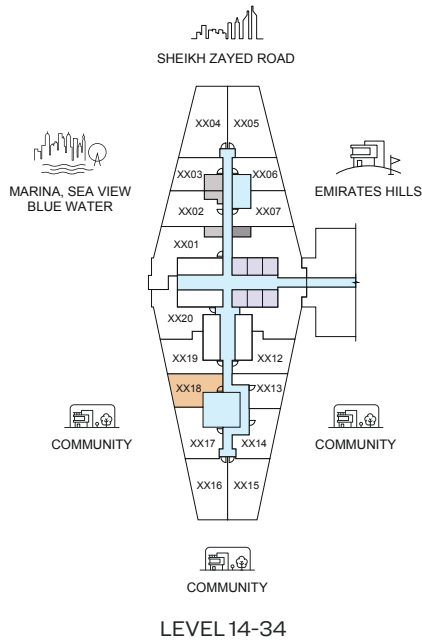 SHEIKH ZAYED ROAD
XX04 XX05
MARINA, SEA VIEW
BLUE WATER
XX03 XX06
EMIRATES HILLS
XX02 XX07
XX01
XX20
XX19 XX12
XX18 XX13
COMMUNITY
COMMUNITY
XX17 XX14
XX16 XX15
COMMUNITY
LEVEL 14-34